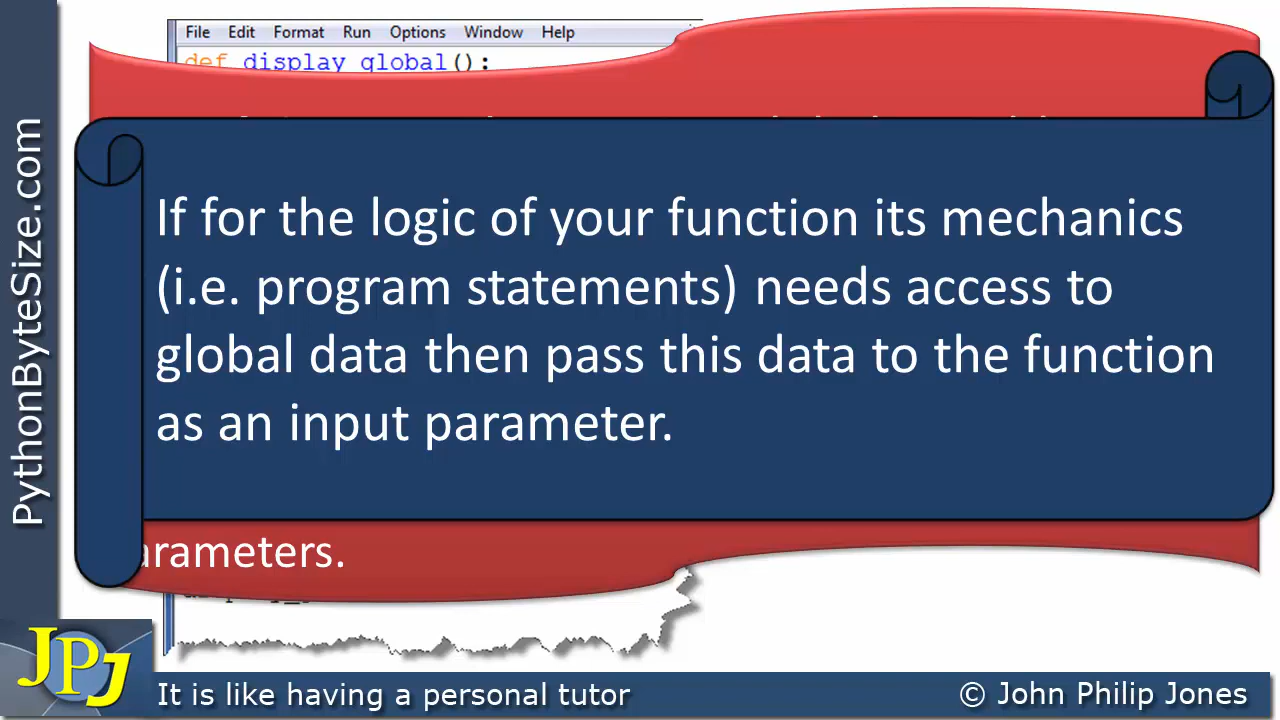 File Edit Format Run Options Window Help
def display_global():
If for the logic of your function its mechanics
(i.e. program statements) needs access to
global data then pass this data to the function
as an input parameter.
arameters.
PythonByteSize.com
JPJ
It is like having a personal tutor
© John Philip Jones